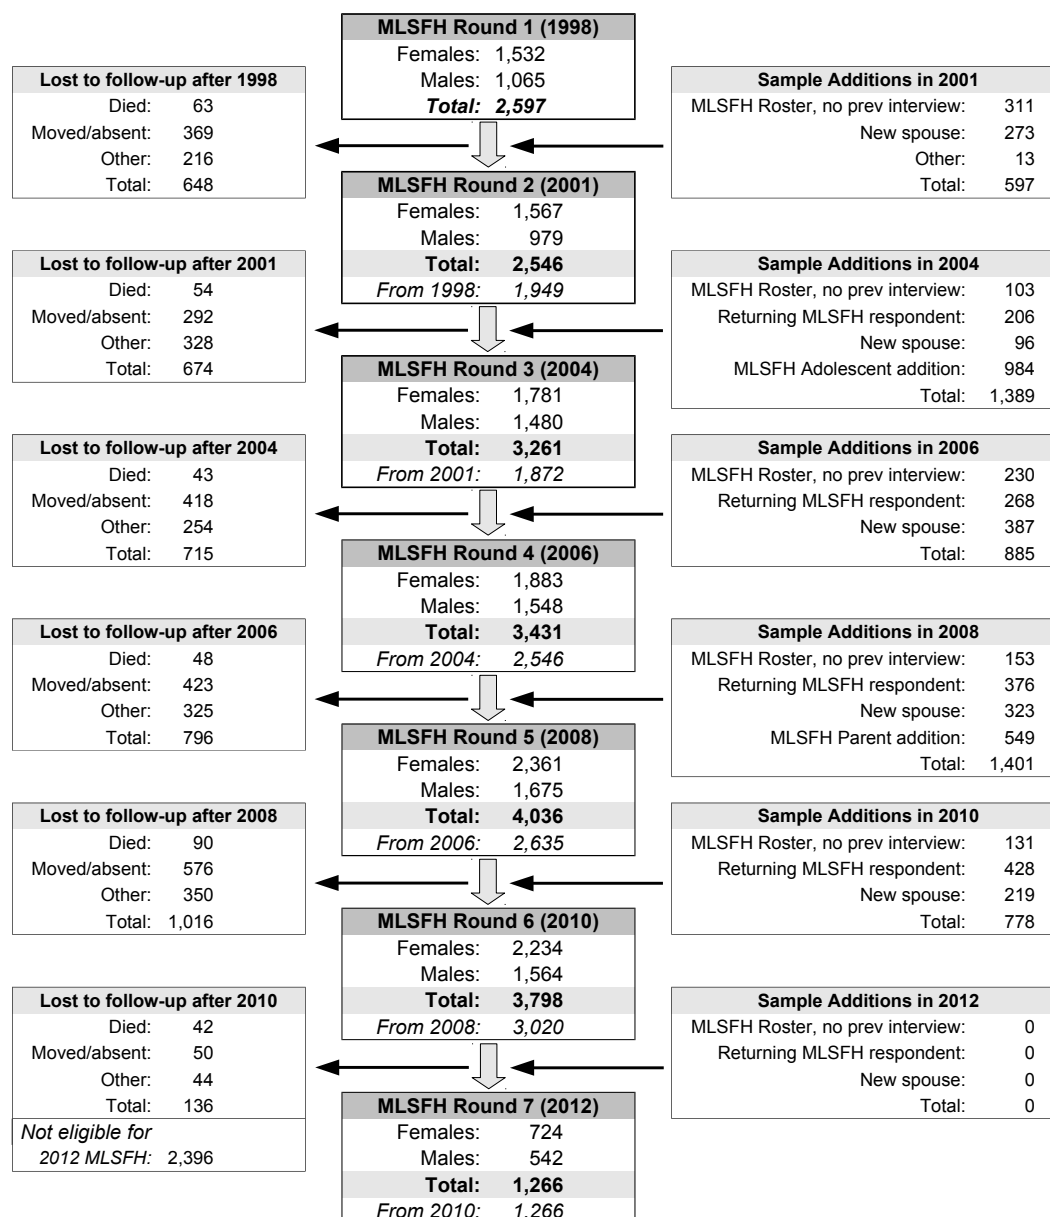 MLSFH Round 1 (1998)
Females: 1,532
Males: 1,065
Total: 2,597
Lost to follow-up after 1998
Died: 63
Moved/absent: 369
Other: 216
Total: 648
Sample Additions in 2001
MLSFH Roster, no prev interview: 311
New spouse: 273
Other: 13
Total: 597
MLSFH Round 2 (2001)
Females: 1,567
Males: 979
Total: 2,546
From 1998: 1,949
Lost to follow-up after 2001
Died: 54
Moved/absent: 292
Other: 328
Total: 674
Sample Additions in 2004
MLSFH Roster, no prev interview: 103
Returning MLSFH respondent: 206
New spouse: 96
MLSFH Adolescent addition: 984
Total: 1,389
MLSFH Round 3 (2004)
Females: 1,781
Males: 1,480
Total: 3,261
From 2001: 1,872
Lost to follow-up after 2004
Died: 43
Moved/absent: 418
Other: 254
Total: 715
Sample Additions in 2006
MLSFH Roster, no prev interview: 230
Returning MLSFH respondent: 268
New spouse: 387
Total: 885
MLSFH Round 4 (2006)
Females: 1,883
Males: 1,548
Total: 3,431
From 2004: 2,546
Lost to follow-up after 2006
Died: 48
Moved/absent: 423
Other: 325
Total: 796
Sample Additions in 2008
MLSFH Roster, no prev interview: 153
Returning MLSFH respondent: 376
New spouse: 323
MLSFH Parent addition: 549
Total: 1,401
MLSFH Round 5 (2008)
Females: 2,361
Males: 1,675
Total: 4,036
From 2006: 2,635
Lost to follow-up after 2008
Died: 90
Moved/absent: 576
Other: 350
Total: 1,016
Sample Additions in 2010
MLSFH Roster, no prev interview: 131
Returning MLSFH respondent: 428
New spouse: 219
Total: 778
MLSFH Round 6 (2010)
Females: 2,234
Males: 1,564
Total: 3,798
From 2008: 3,020
Lost to follow-up after 2010
Died: 42
Moved/absent: 50
Other: 44
Total: 136
Not eligible for
2012 MLSFH: 2,396
Sample Additions in 2012
MLSFH Roster, no prev interview: 0
Returning MLSFH respondent: 0
New spouse: 0
Total: 0
MLSFH Round 7 (2012)
Females: 724
Males: 542
Total: 1,266
From 2010: 1,266